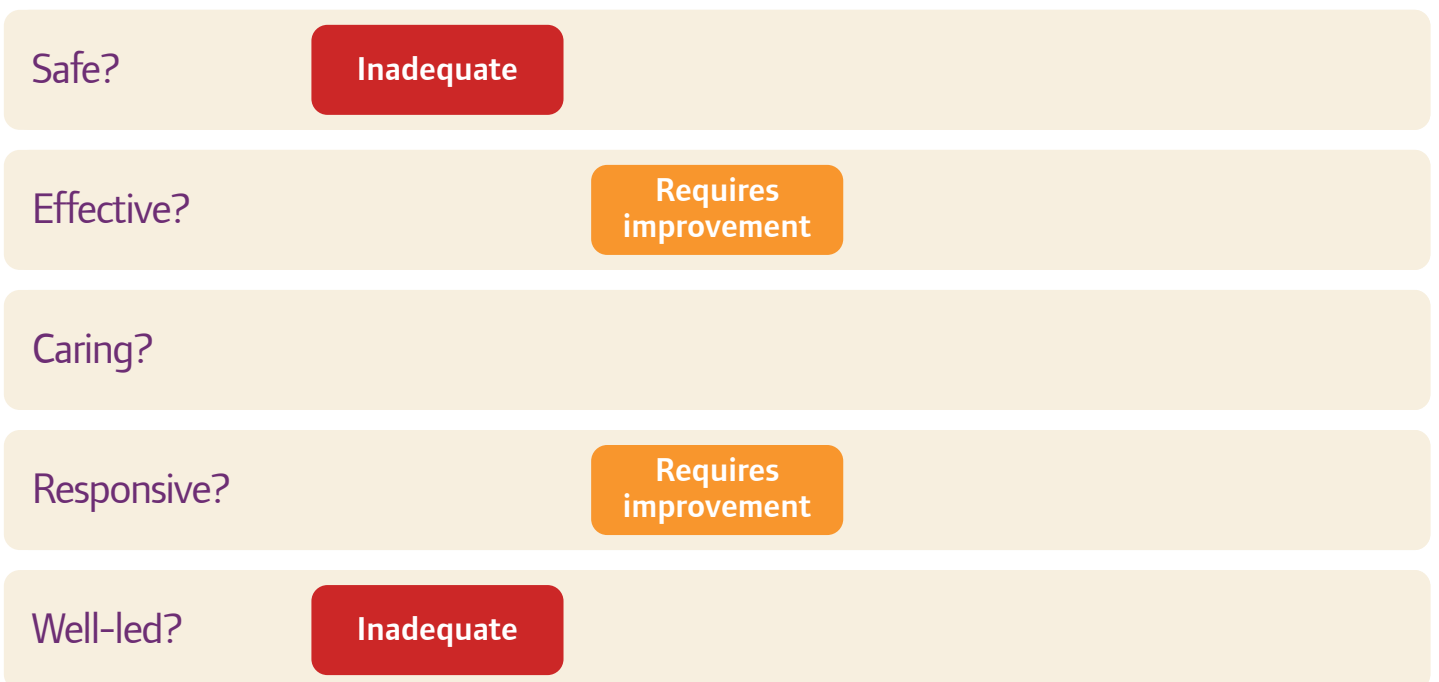 Safe?
Inadequate
Effective?
Requires
improvement
Caring?
Responsive?
Requires
improvement
Well-led?
Inadequate